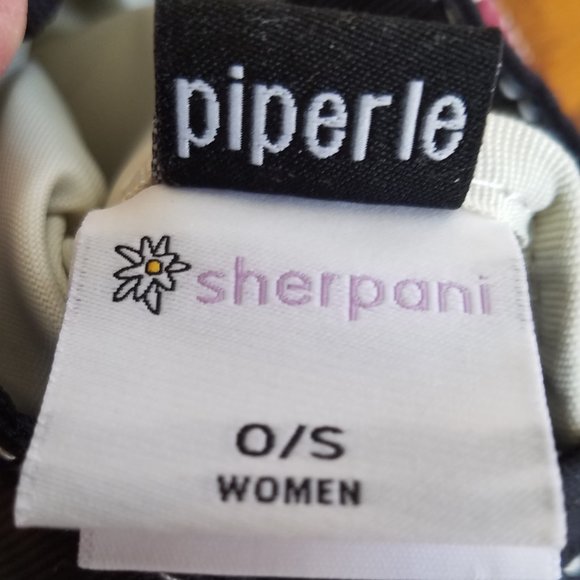 piperle
sherpani
O/S
WOMEN